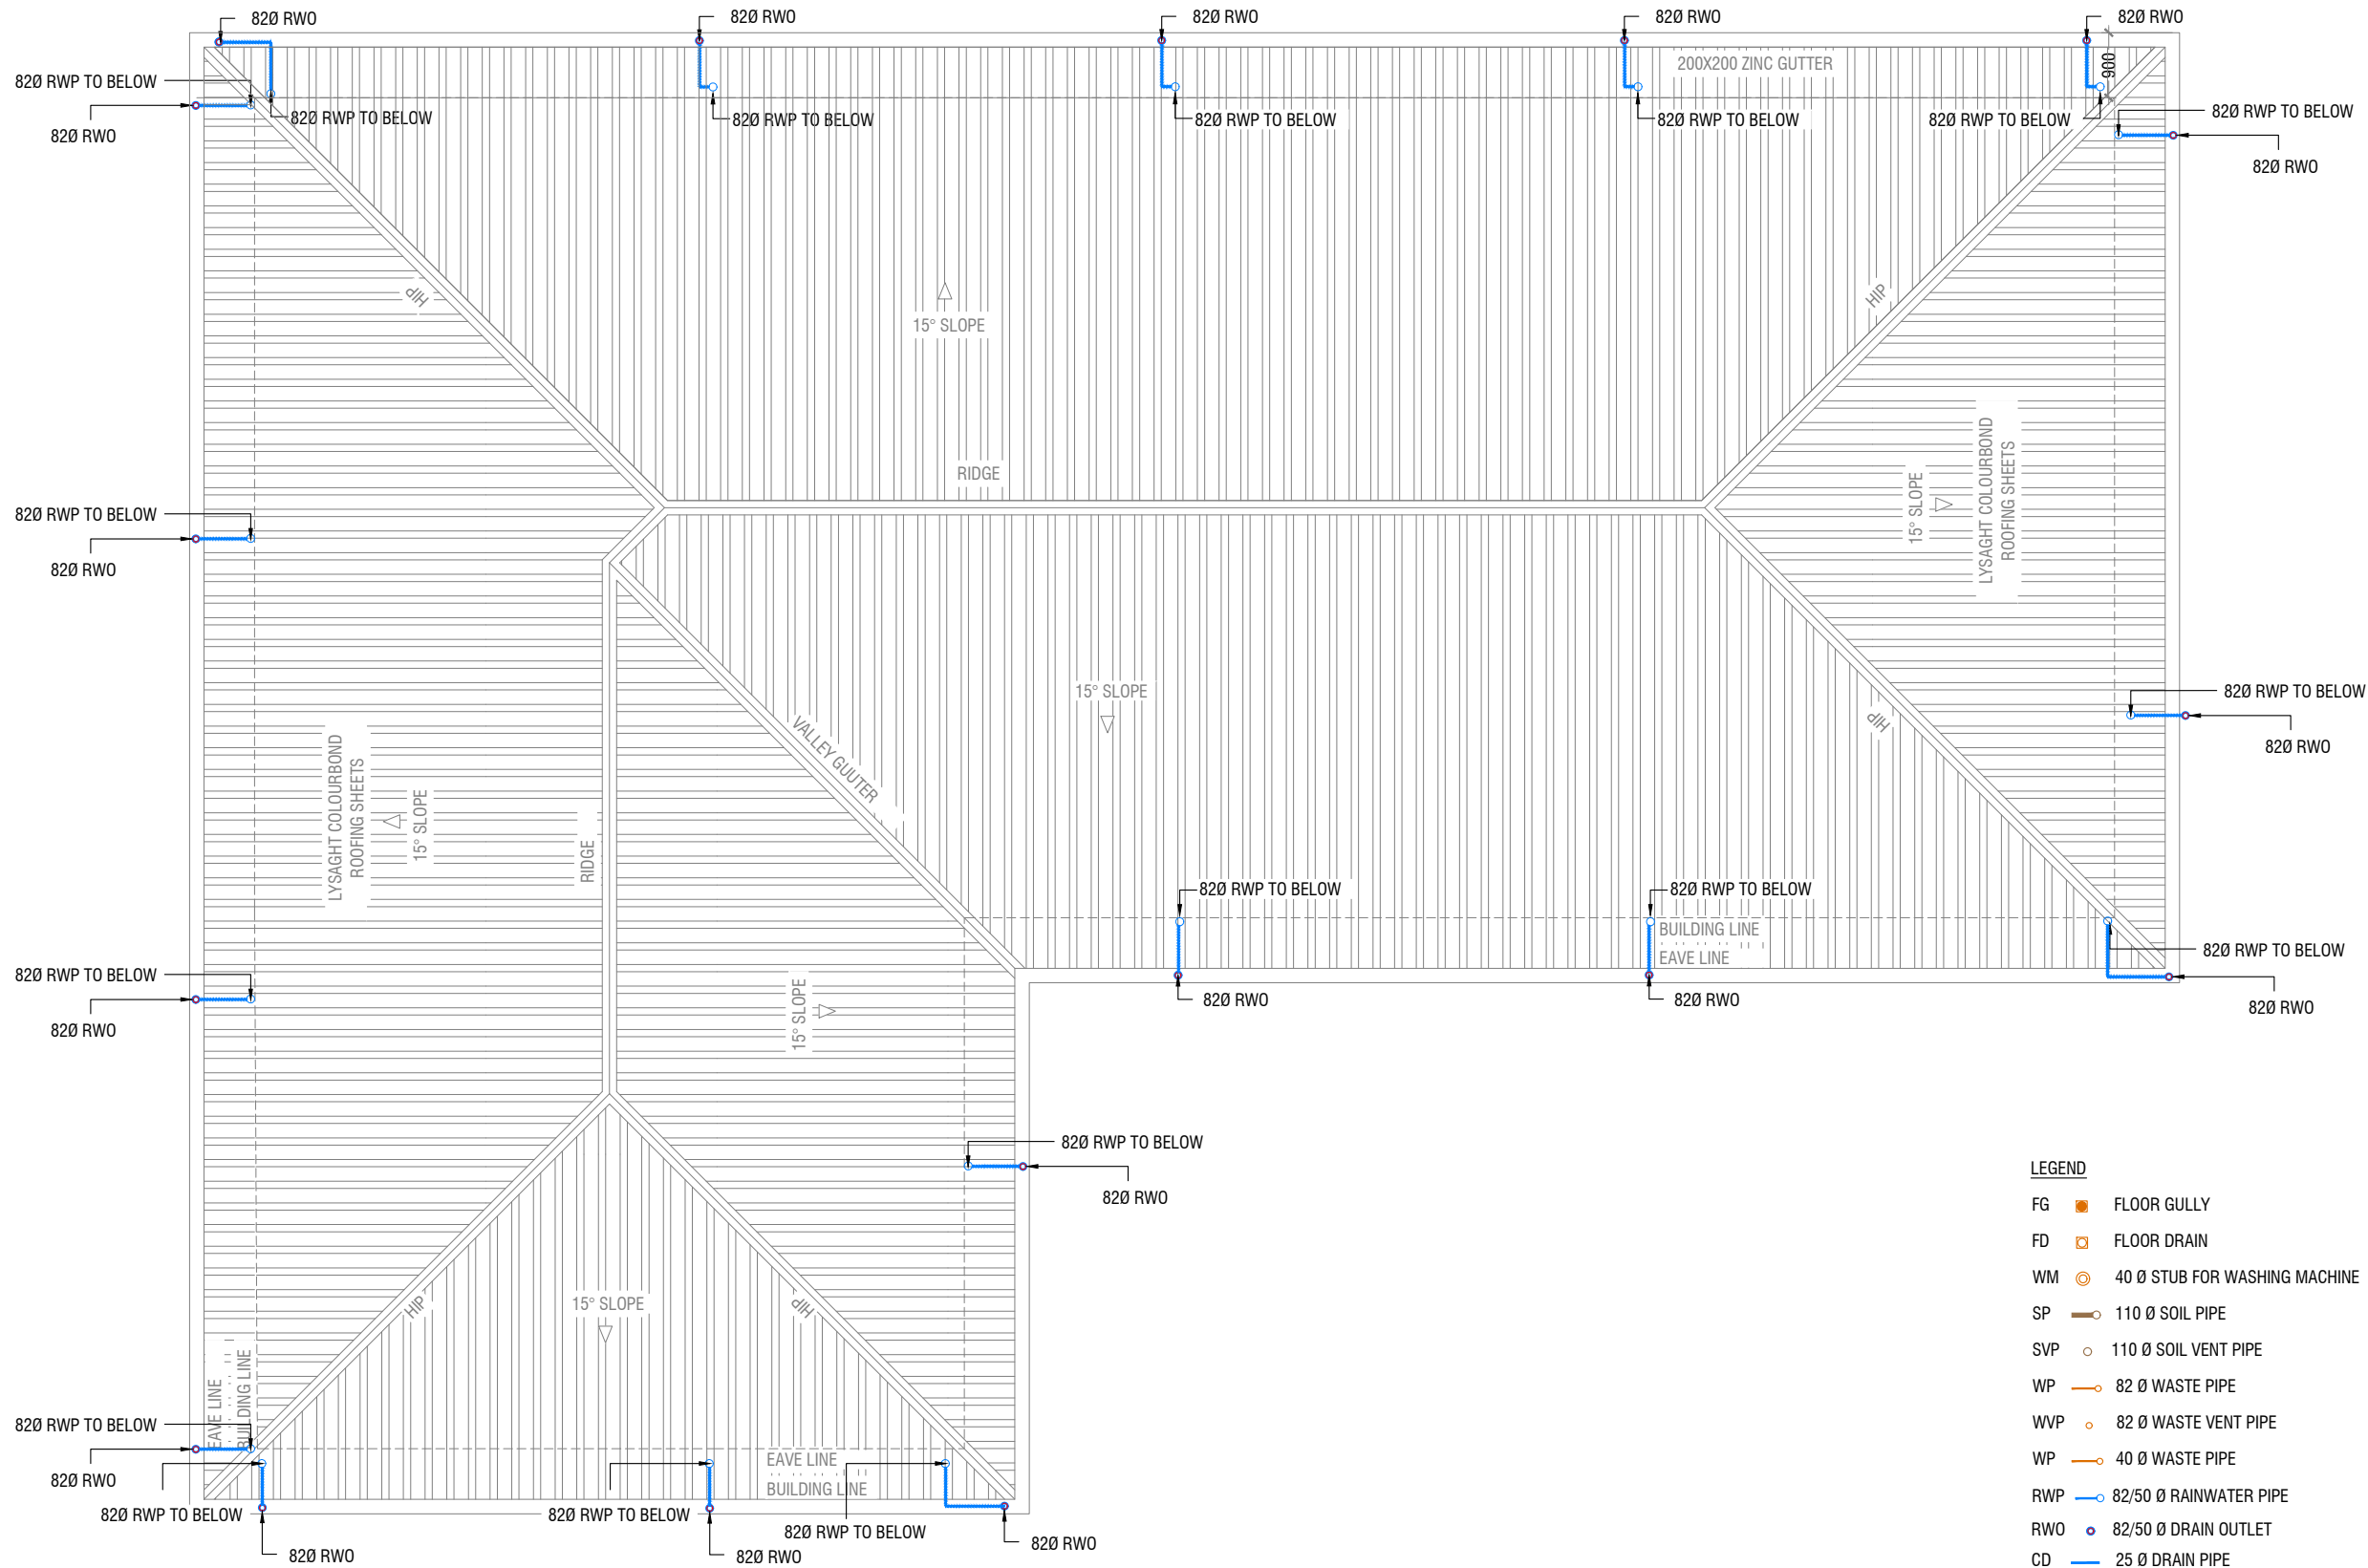 82Ø RWO
82Ø RWO
82Ø RWO
82Ø RWO
82Ø RWO
82Ø RWP TO BELOW
82Ø RWO
82Ø RWP TO BELOW
82Ø RWP TO BELOW
82Ø RWP TO BELOW
82Ø RWP TO BELOW
82Ø RWP TO BELOW
200X200 ZINC GUTTER
900
82Ø RWP TO BELOW
82Ø RWO
HIP
HIP
15° SLOPE
RIDGE
82Ø RWP TO BELOW
82Ø RWO
15° SLOPE
LYSAGHT COLOURBOND
ROOFING SHEETS
15° SLOPE
82Ø RWP TO BELOW
82Ø RWO
HIP
VALLEY GUUTER
LYSAGHT COLOURBOND
ROOFING SHEETS
15° SLOPE
RIDGE
82Ø RWP TO BELOW
82Ø RWP TO BELOW
BUILDING LINE
EAVE LINE
82Ø RWP TO BELOW
82Ø RWO
82Ø RWO
82Ø RWO
82Ø RWP TO BELOW
82Ø RWO
15° SLOPE
82Ø RWP TO BELOW
82Ø RWO
HIP
15° SLOPE
HIP
EAVE LINE
BUILDING LINE
82Ø RWP TO BELOW
82Ø RWO
EAVE LINE
BUILDING LINE
82Ø RWP TO BELOW
82Ø RWP TO BELOW
82Ø RWP TO BELOW
82Ø RWO
82Ø RWO
82Ø RWO
LEGEND
FG FLOOR GULLY
FD FLOOR DRAIN
WM 40 Ø STUB FOR WASHING MACHINE
SP 110 Ø SOIL PIPE
SVP 110 Ø SOIL VENT PIPE
WP 82 Ø WASTE PIPE
WVP 82 Ø WASTE VENT PIPE
WP 40 Ø WASTE PIPE
RWP 82/50 Ø RAINWATER PIPE
RWO 82/50 Ø DRAIN OUTLET
CD 25 Ø DRAIN PIPE